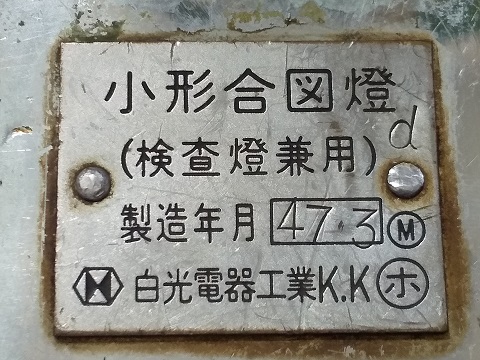 小形合図燈 d
(検査燈兼用)
製造年月 47.3 Ⓜ
白光電器工業K.K ホ